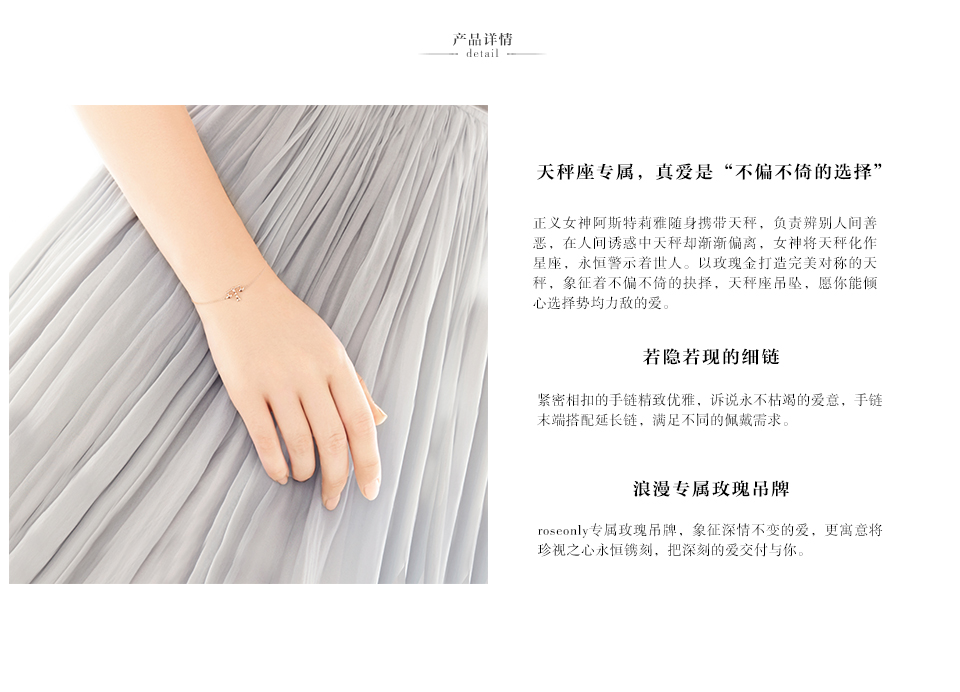 产品详情
detail
天秤座专属，真爱是“不偏不倚的选择”
正义女神阿斯特莉雅随身携带天秤，负责辨别人间善
恶，在人间诱惑中天秤却渐渐偏离，女神将天秤化作
星座，永恒警示着世人。以玫瑰金打造完美对称的天
秤，象征着不偏不倚的抉择，天秤座吊坠，愿你能倾
心选择势均力敌的爱。
若隐若现的细链
紧密相扣的手链精致优雅，诉说永不枯竭的爱意，手链
末端搭配延长链，满足不同的佩戴需求。
浪漫专属玫瑰吊牌
roseonly专属玫瑰吊牌，象征深情不变的爱，更寓意将
珍视之心永恒镌刻，把深刻的爱交付与你。